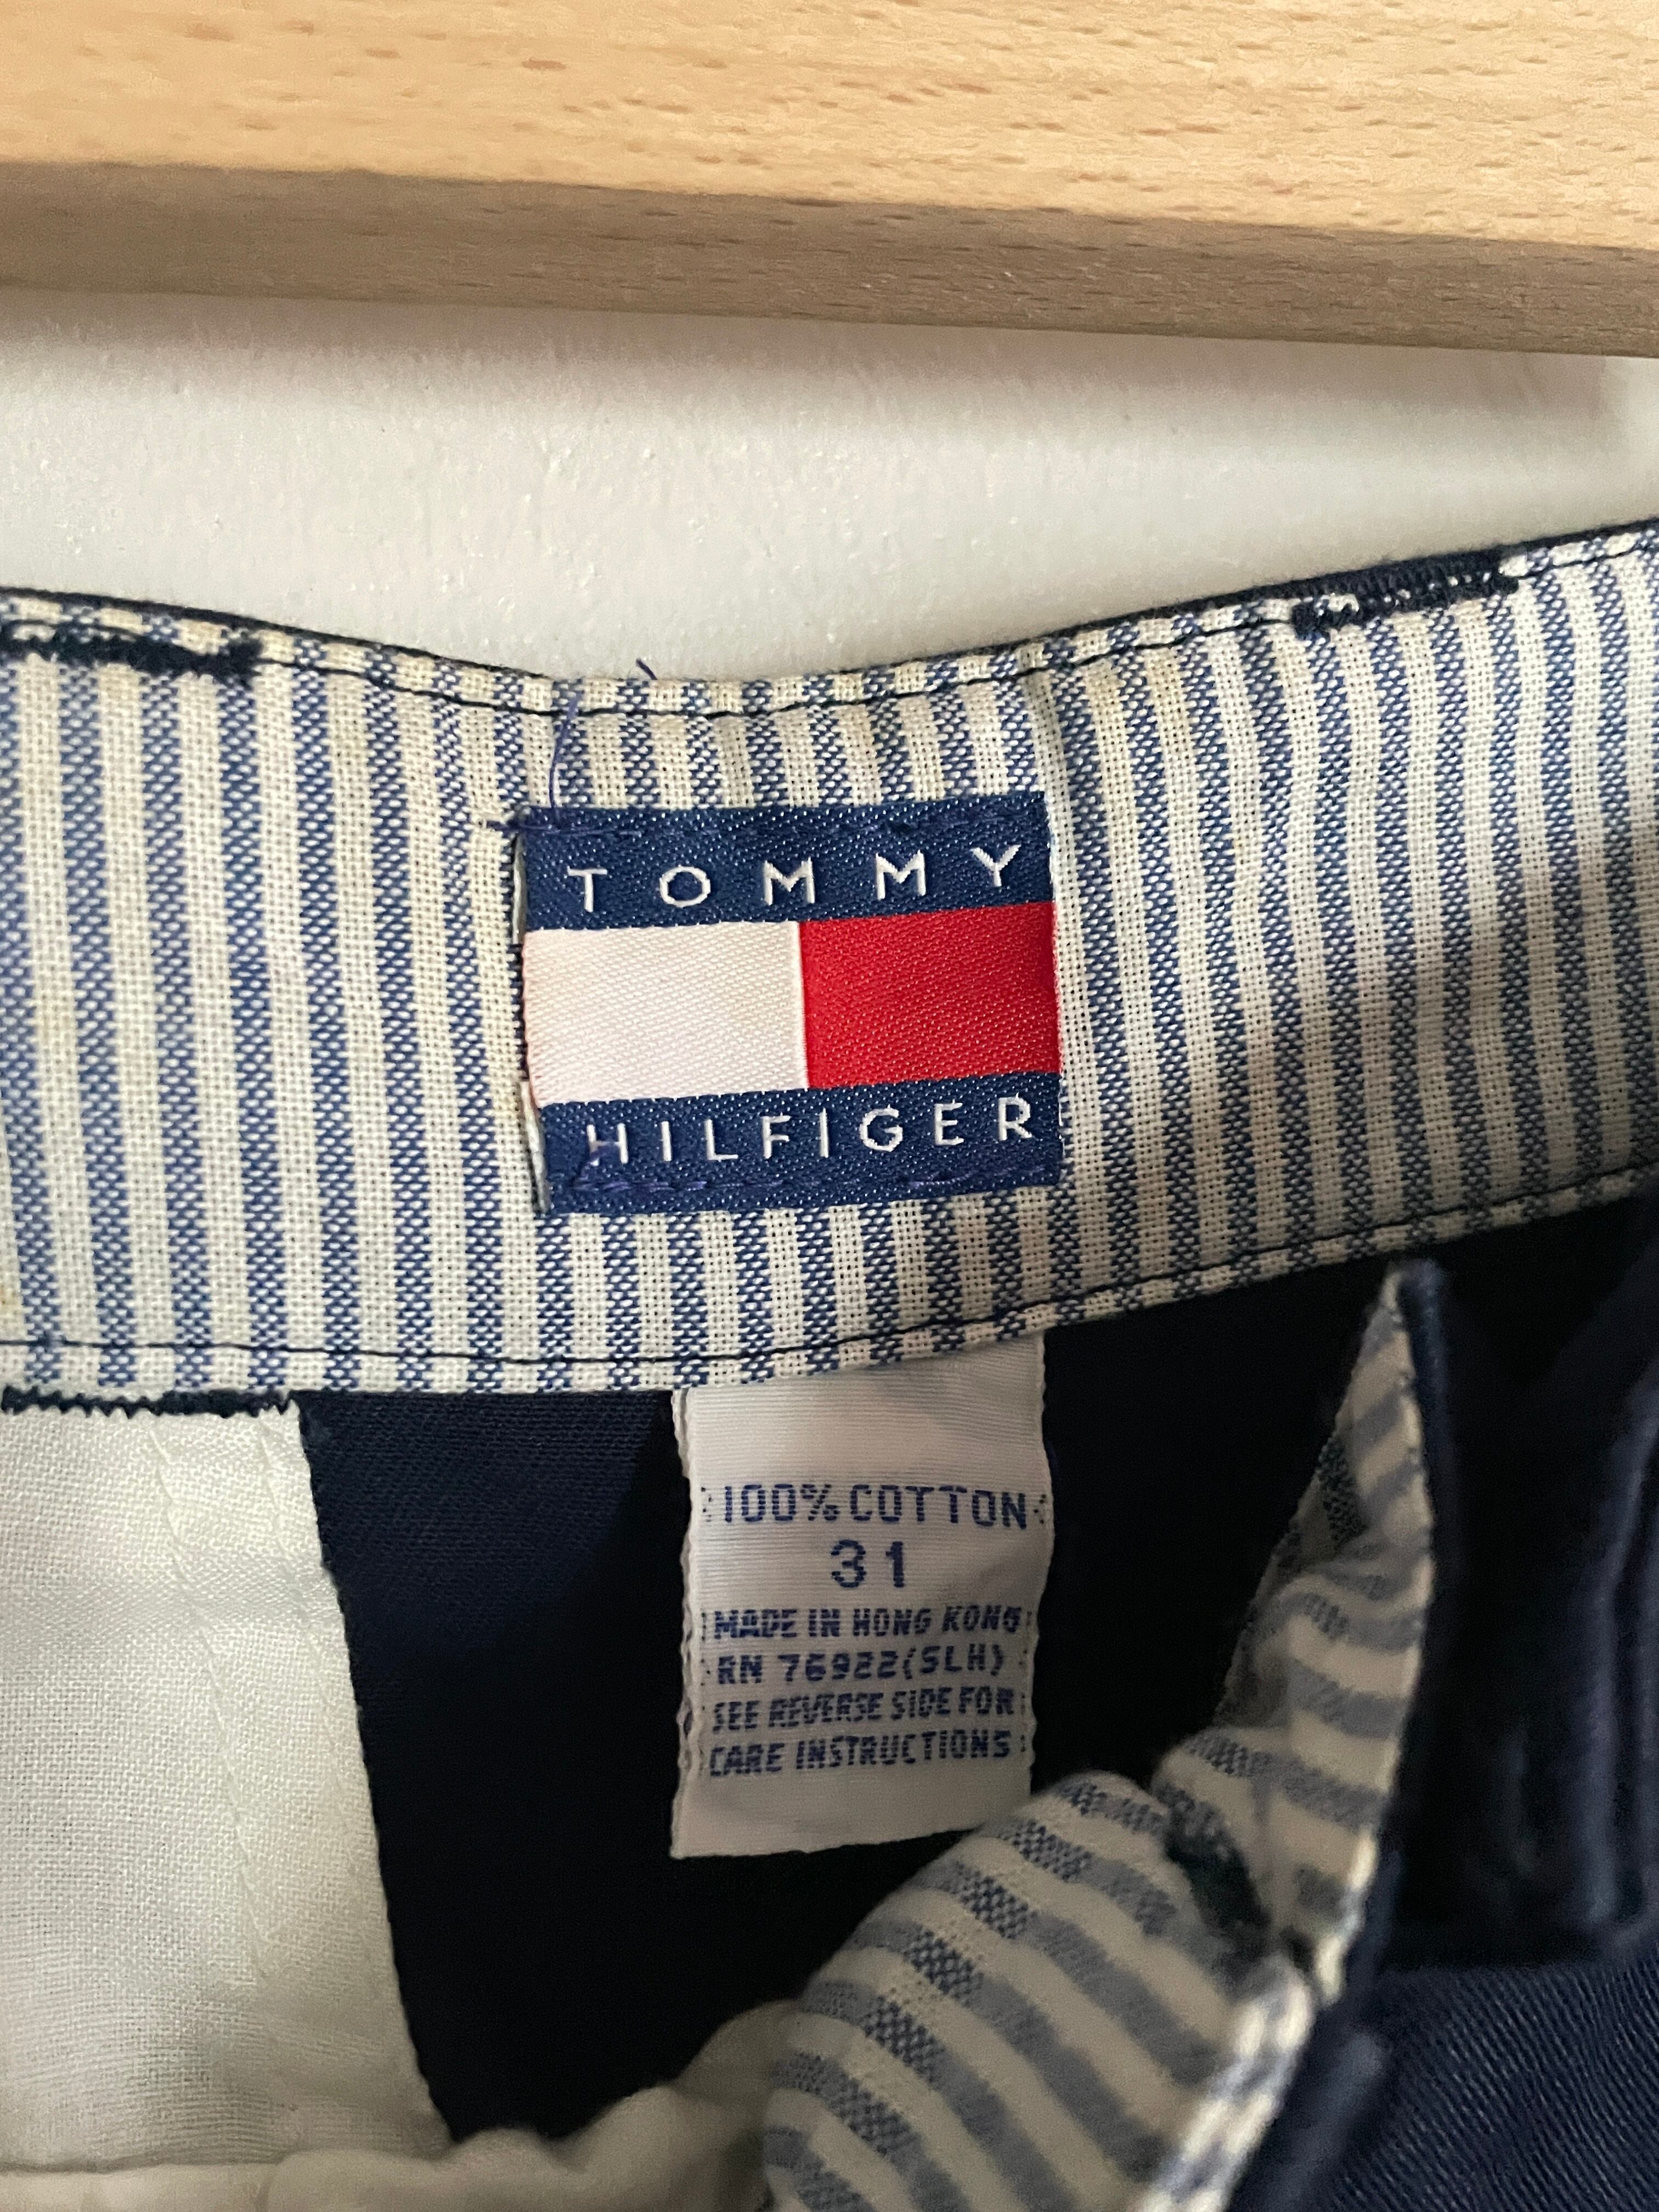 TOMMY
HILFIGER
100% COTTON
31
MADE IN HONG KONG
RN 76922(SLH)
SEE REVERSE SIDE FOR
CARE INSTRUCTIONS